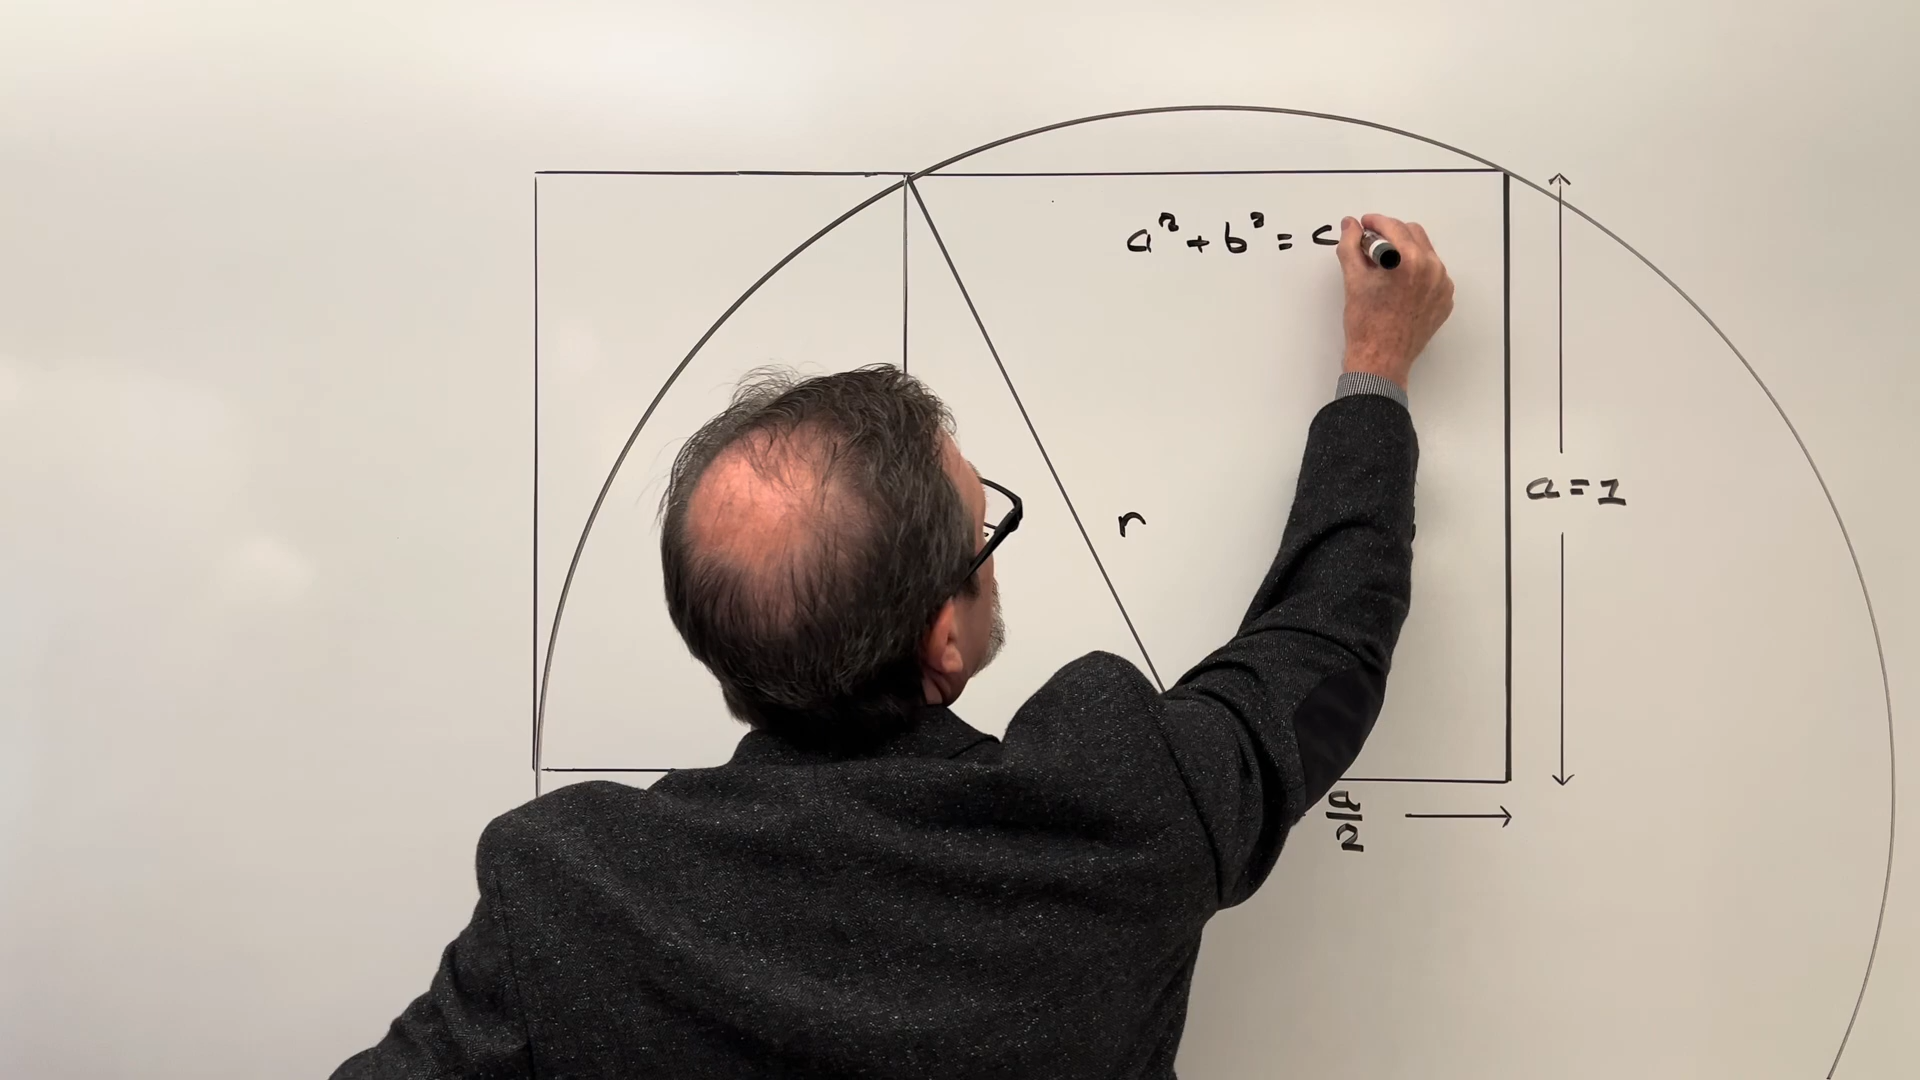 a² + b² = c
r
a = 1
a/2